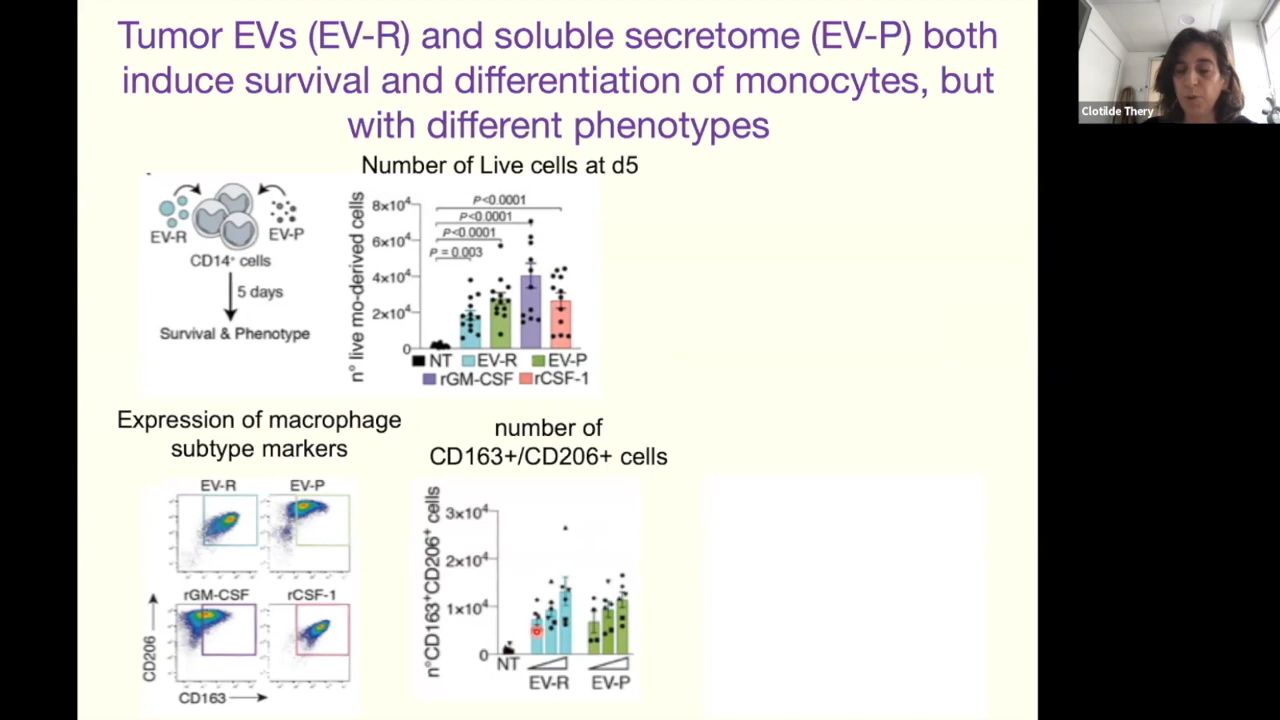 Tumor EVs (EV-R) and soluble secretome (EV-P) both
induce survival and differentiation of monocytes, but
with different phenotypes
Clotilde Thery
Number of Live cells at d5
EV-R
EV-P
CD14+ cells
5 days
Survival & Phenotype
n° live mo-derived cells
8x10⁴
6x10⁴
4x10⁴
2x10⁴
0
P<0.0001
P<0.0001
P<0.0001
P = 0.003
NT EV-R EV-P
rGM-CSF rCSF-1
Expression of macrophage
subtype markers
EV-R EV-P
rGM-CSF rCSF-1
CD206
CD163
number of
CD163+/CD206+ cells
n°CD163⁺CD206⁺ cells
3x10⁴
2x10⁴
1x10⁴
0
NT
EV-R EV-P